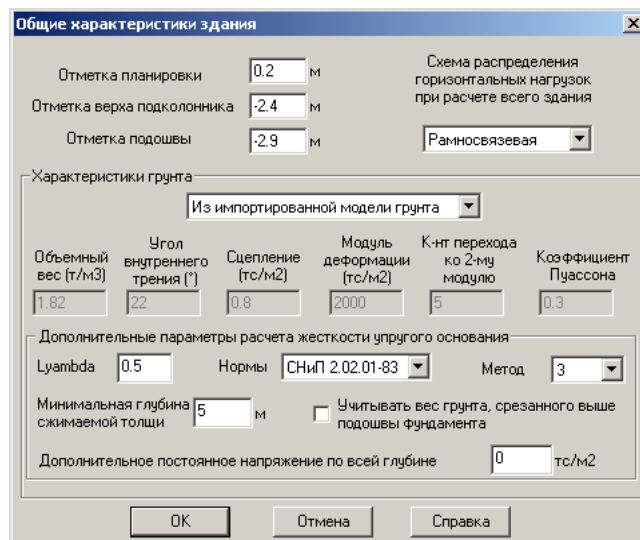 Общие характеристики здания
Отметка планировки 0.2 м
Отметка верха подколонника -2.4 м
Отметка подошвы -2.9 м
Схема распределения
горизонтальных нагрузок
при расчете всего здания
Рамносвязевая
Характеристики грунта
Из импортированной модели грунта
Объемный
вес (т/м3)
1.82
Угол
внутреннего
трения (°)
22
Сцепление
(тс/м2)
0.8
Модуль
деформации
(тс/м2)
2000
К-нт перехода
ко 2-му
модулю
5
Коэффициент
Пуассона
0.3
Дополнительные параметры расчета жесткости упругого основания
Lyambda 0.5 Нормы СНиП 2.02.01-83 Метод 3
Минимальная глубина
сжимаемой толщи 5 м
Учитывать вес грунта, срезанного выше
подошвы фундамента
Дополнительное постоянное напряжение по всей глубине 0 тс/м2
OK Отмена Справка